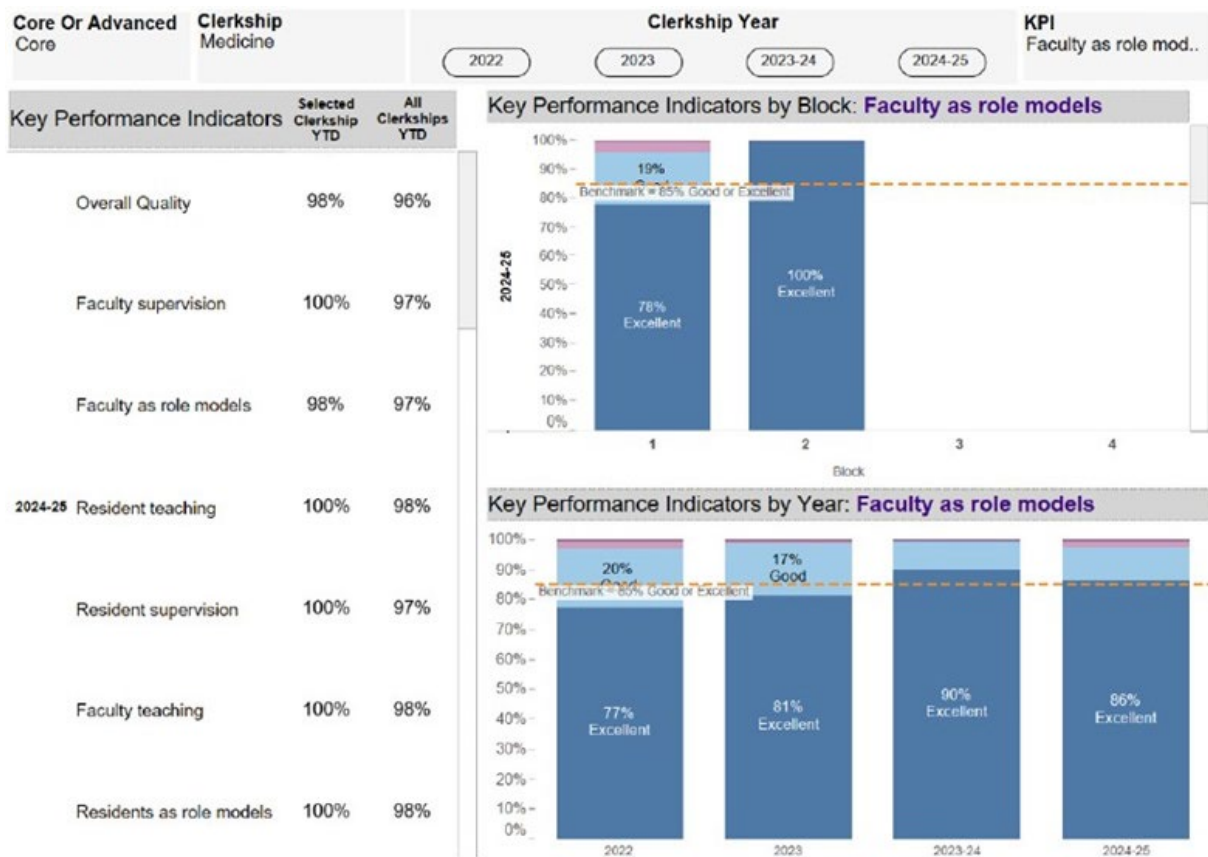 Core Or Advanced
Core
Clerkship
Medicine
Clerkship Year
2022
2023
2023-24
2024-25
KPI
Faculty as role mod..
Key Performance Indicators
Selected
Clerkship
YTD
All
Clerkships
YTD
Overall Quality 98% 96%
Faculty supervision 100% 97%
Faculty as role models 98% 97%
2024-25 Resident teaching 100% 98%
Resident supervision 100% 97%
Faculty teaching 100% 98%
Residents as role models 100% 98%
Key Performance Indicators by Block: Faculty as role models
100%
90%
80%
70%
60%
50%
40%
30%
20%
10%
0%
2024-25
19%
Good
Benchmark = 85% Good or Excellent
78%
Excellent
100%
Excellent
1 2 3 4
Block
Key Performance Indicators by Year: Faculty as role models
100%
90%
80%
70%
60%
50%
40%
30%
20%
10%
0%
20%
Good
17%
Good
Benchmark = 85% Good or Excellent
77%
Excellent
81%
Excellent
90%
Excellent
86%
Excellent
2022 2023 2023-24 2024-25